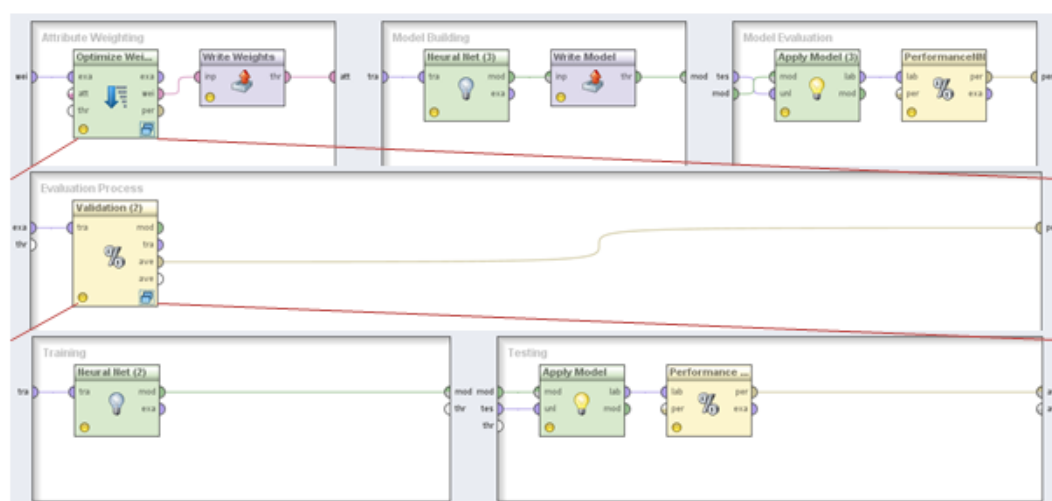 Attribute Weighting
Model Building
Model Evaluation
Optimize Wei...
Write Weights
Neural Net (3)
Write Model
Apply Model (3)
PerformanceNN
wei exa exa inp thr att tra tra mod inp thr mod tes mod lab lab per per
att wei exa mod unl mod per exa
thr per
Evaluation Process
Validation (2)
exa tra mod
thr tra
ave
ave
Training
Testing
Neural Net (2)
Apply Model
Performance ...
tra tra mod mod mod mod lab lab per
exa thr tes unl mod per exa
thr